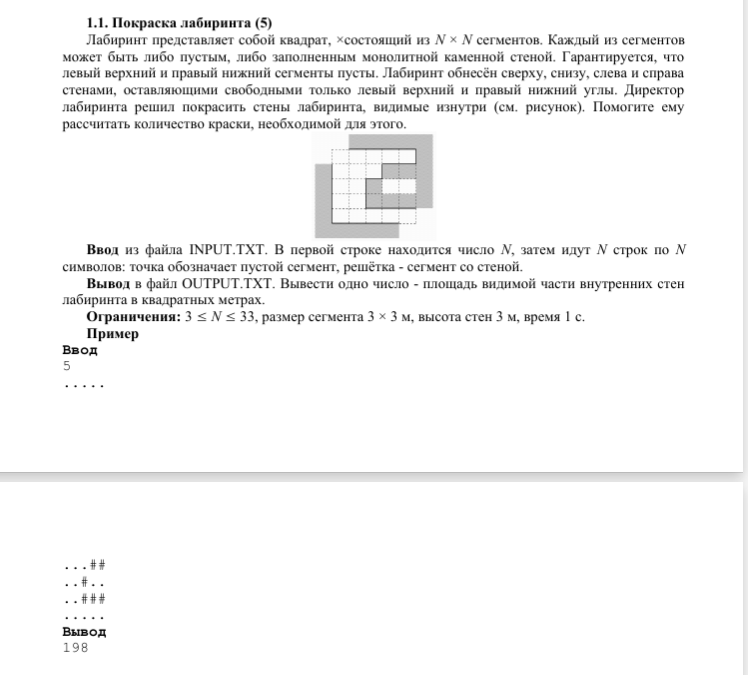 1.1. Покраска лабиринта (5)
Лабиринт представляет собой квадрат, ×состоящий из N × N сегментов. Каждый из сегментов
может быть либо пустым, либо заполненным монолитной каменной стеной. Гарантируется, что
левый верхний и правый нижний сегменты пусты. Лабиринт обнесён сверху, снизу, слева и справа
стенами, оставляющими свободными только левый верхний и правый нижний углы. Директор
лабиринта решил покрасить стены лабиринта, видимые изнутри (см. рисунок). Помогите ему
рассчитать количество краски, необходимой для этого.
Ввод из файла INPUT.TXT. В первой строке находится число N, затем идут N строк по N
символов: точка обозначает пустой сегмент, решётка - сегмент со стеной.
Вывод в файл OUTPUT.TXT. Вывести одно число - площадь видимой части внутренних стен
лабиринта в квадратных метрах.
Ограничения: 3 ≤ N ≤ 33, размер сегмента 3 × 3 м, высота стен 3 м, время 1 с.
Пример
Ввод
5
.....
...##
..#..
..###
.....
Вывод
198